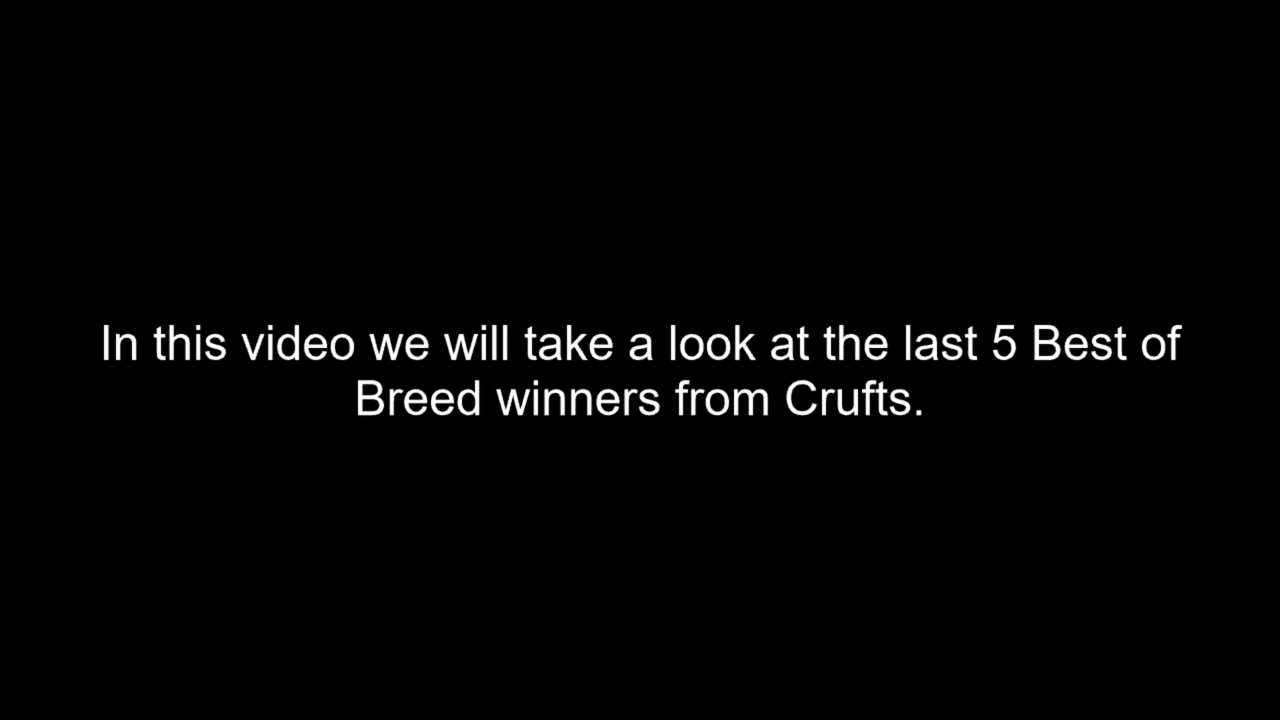 In this video we will take a look at the last 5 Best of
Breed winners from Crufts.